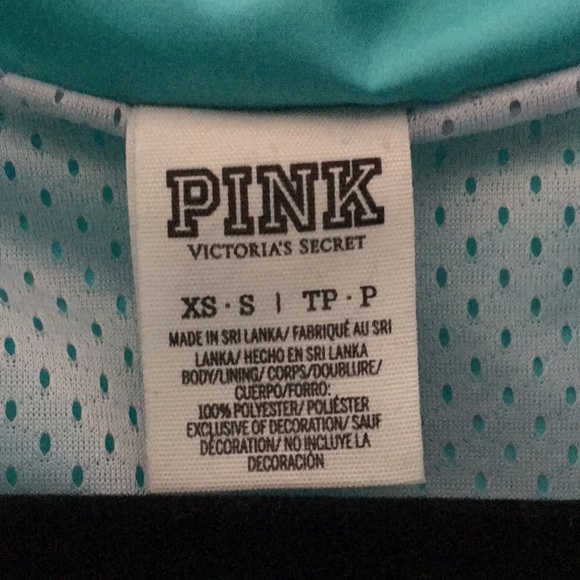 PINK
VICTORIA'S SECRET
XS · S | TP · P
MADE IN SRI LANKA/ FABRIQUÉ AU SRI
LANKA/ HECHO EN SRI LANKA
BODY/LINING/ CORPS/DOUBLURE/
CUERPO/FORRO:
100% POLYESTER/ POLIÉSTER
EXCLUSIVE OF DECORATION/ SAUF
DÉCORATION/ NO INCLUYE LA
DECORACIÓN